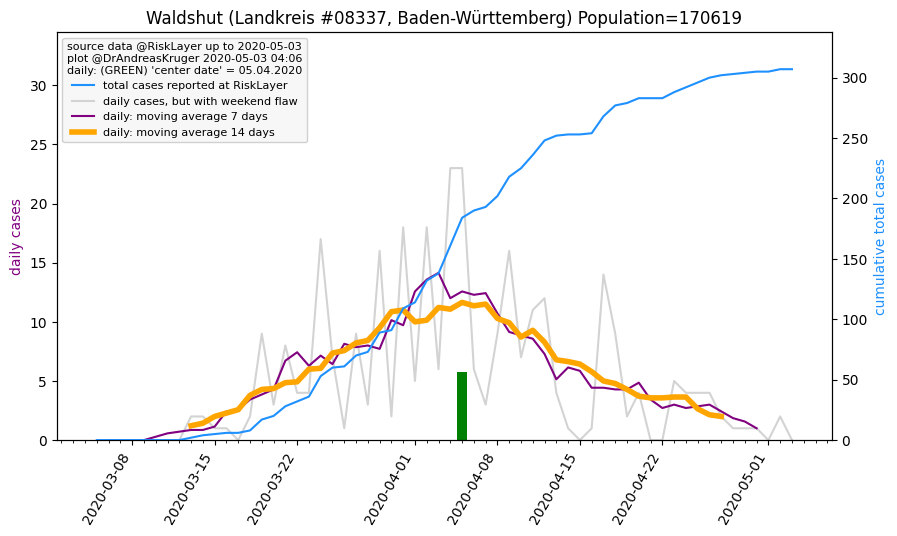 Waldshut (Landkreis #08337, Baden-Württemberg) Population=170619
source data @RiskLayer up to 2020-05-03
plot @DrAndreasKruger 2020-05-03 04:06
daily: (GREEN) 'center date' = 05.04.2020
total cases reported at RiskLayer
daily cases, but with weekend flaw
daily: moving average 7 days
daily: moving average 14 days
daily cases
30
25
20
15
10
5
0
300
250
200
150
100
50
0
cumulative total cases
2020-03-08
2020-03-15
2020-03-22
2020-04-01
2020-04-08
2020-04-15
2020-04-22
2020-05-01